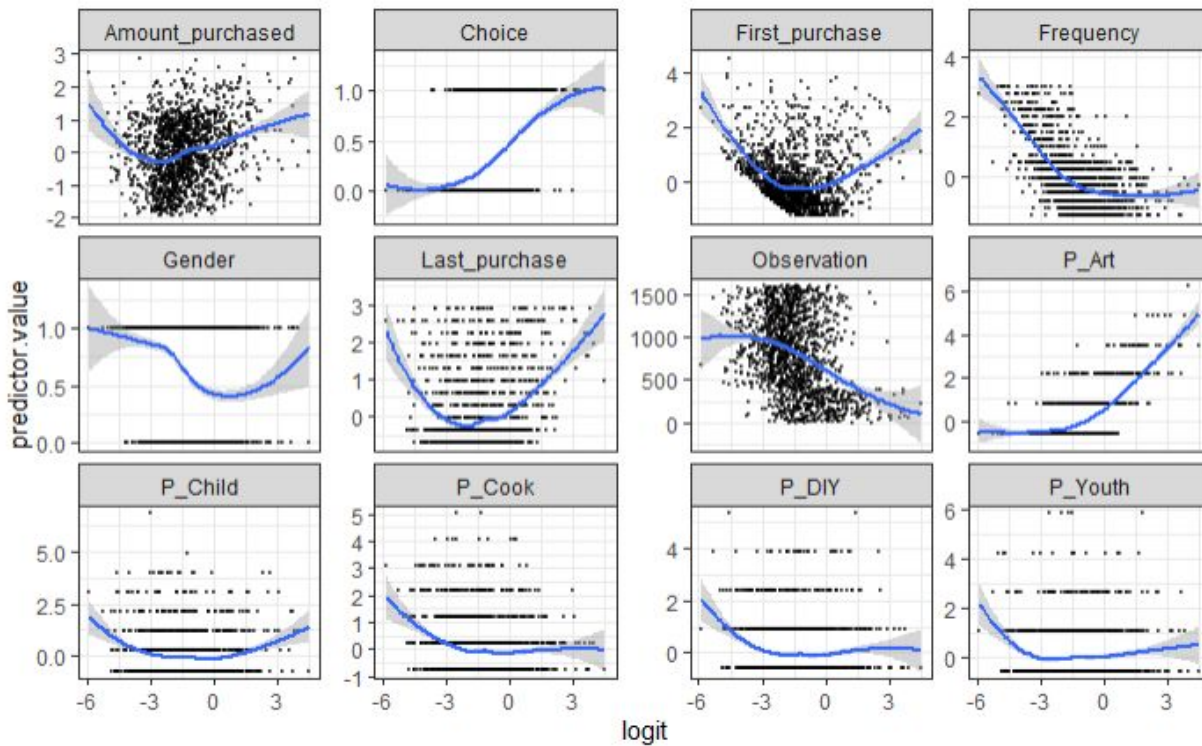 Amount_purchased
Choice
First_purchase
Frequency
3
2
1
0
-1
-2
1.0
0.5
0.0
4
2
0
4
2
0
Gender
Last_purchase
Observation
P_Art
1.0
0.5
0.0
3
2
1
0
1500
1000
500
0
6
4
2
0
predictor.value
P_Child
P_Cook
P_DIY
P_Youth
5.0
2.5
0.0
5
4
3
2
1
0
-1
4
2
0
6
4
2
0
-6 -3 0 3
-6 -3 0 3
-6 -3 0 3
-6 -3 0 3
logit